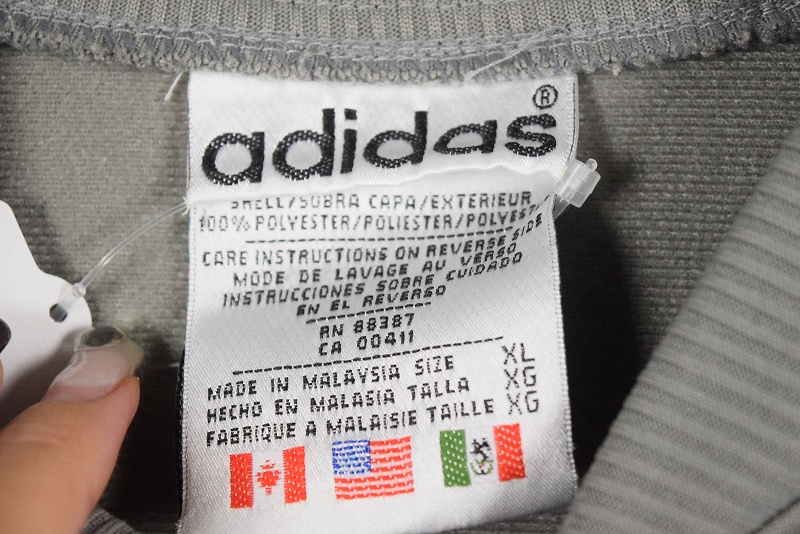 adidas®
SHELL/SOBRA CAPA/EXTERIEUR
100% POLYESTER/POLIESTER/POLYESTER
CARE INSTRUCTIONS ON REVERSE SIDE
MODE DE LAVAGE AU VERSO
INSTRUCCIONES SOBRE CUIDADO
EN EL REVERSO
RN 88387
CA 00411
MADE IN MALAYSIA SIZE XL
HECHO EN MALASIA TALLA XG
FABRIQUE A MALAISIE TAILLE XG